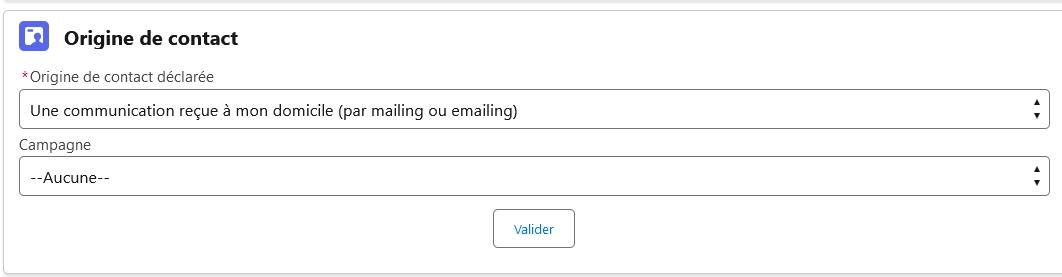 Origine de contact
*Origine de contact déclarée
Une communication reçue à mon domicile (par mailing ou emailing)
Campagne
--Aucune--
Valider